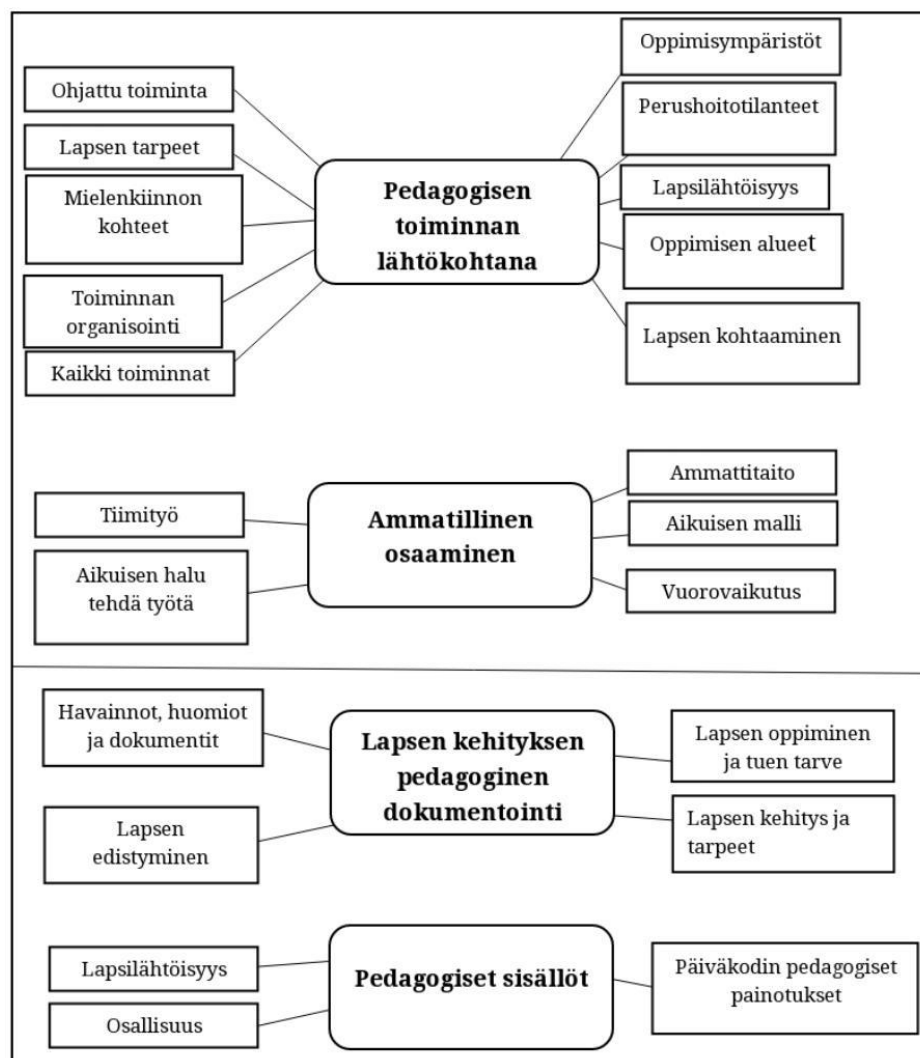 Ohjattu toiminta
Lapsen tarpeet
Mielenkiinnon
kohteet
Toiminnan
organisointi
Kaikki toiminnat
Pedagogisen
toiminnan
lähtökohtana
Oppimisympäristöt
Perushoitotilanteet
Lapsilähtöisyys
Oppimisen alueet
Lapsen kohtaaminen
Tiimityö
Aikuisen halu
tehdä työtä
Ammatillinen
osaaminen
Ammattitaito
Aikuisen malli
Vuorovaikutus
Havainnot, huomiot
ja dokumentit
Lapsen
edistyminen
Lapsen kehityksen
pedagoginen
dokumentointi
Lapsen oppiminen
ja tuen tarve
Lapsen kehitys ja
tarpeet
Lapsilähtöisyys
Osallisuus
Pedagogiset sisällöt
Päiväkodin pedagogiset
painotukset